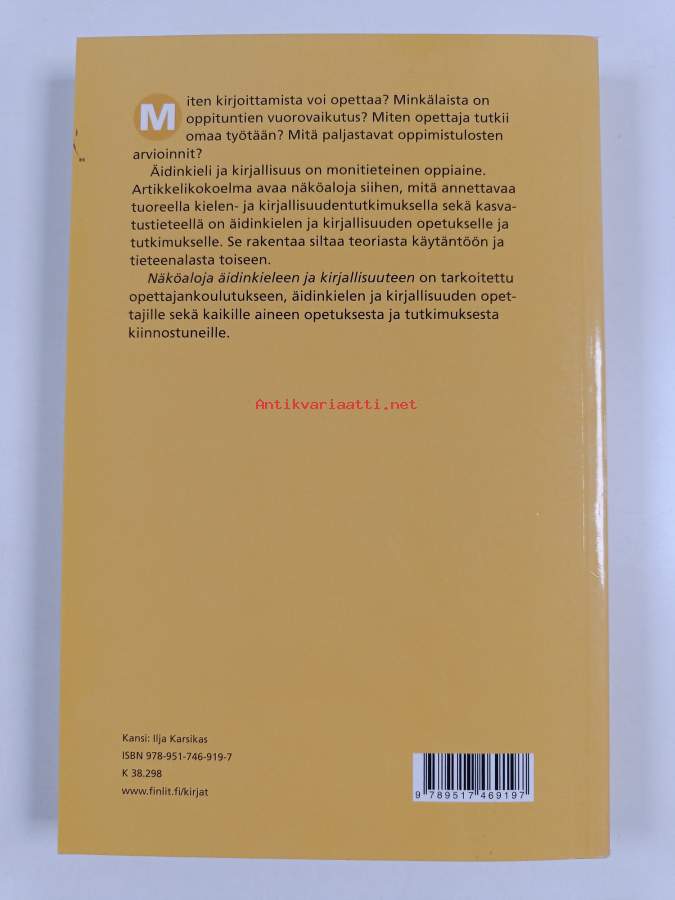 Miten kirjoittamista voi opettaa? Minkälaista on
oppituntien vuorovaikutus? Miten opettaja tutkii
omaa työtään? Mitä paljastavat oppimistulosten
arvioinnit?
Äidinkieli ja kirjallisuus on monitieteinen oppiaine.
Artikkelikokoelma avaa näköaloja siihen, mitä annettavaa
tuoreella kielen- ja kirjallisuudentutkimuksella sekä kasva-
tustieteellä on äidinkielen ja kirjallisuuden opetukselle ja
tutkimukselle. Se rakentaa siltaa teoriasta käytäntöön ja
tieteenalasta toiseen.
Näköaloja äidinkieleen ja kirjallisuuteen on tarkoitettu
opettajankoulutukseen, äidinkielen ja kirjallisuuden opet-
tajille sekä kaikille aineen opetuksesta ja tutkimuksesta
kiinnostuneille.
Antikvariaatti.net
Kansi: Ilja Karsikas
ISBN 978-951-746-919-7
K 38.298
www.finlit.fi/kirjat
9 789517 469197